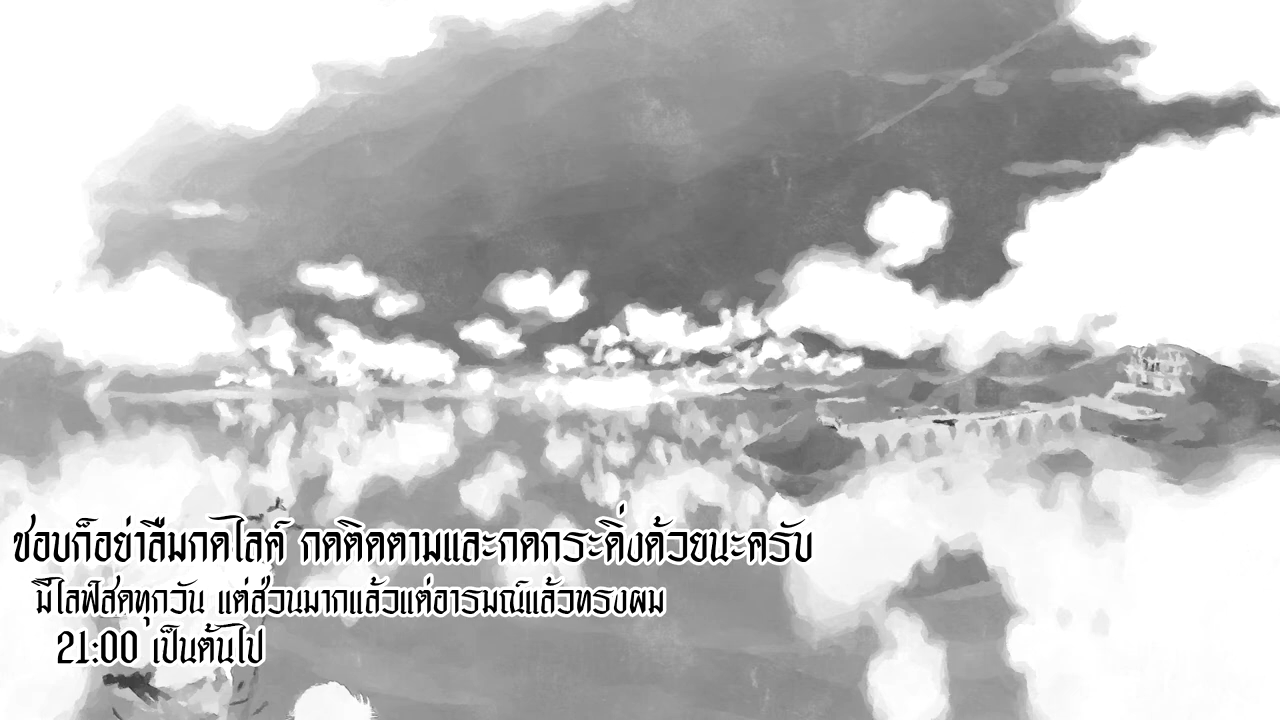 ชอบก็อย่าลืมกดไลค์ กดติดตามและกดกระดิ่งด้วยนะครับ
มีไลฟ์สดทุกวัน แต่ส่วนมากแล้วแต่อารมณ์แล้วทรงผม
21:00 เป็นต้นไป